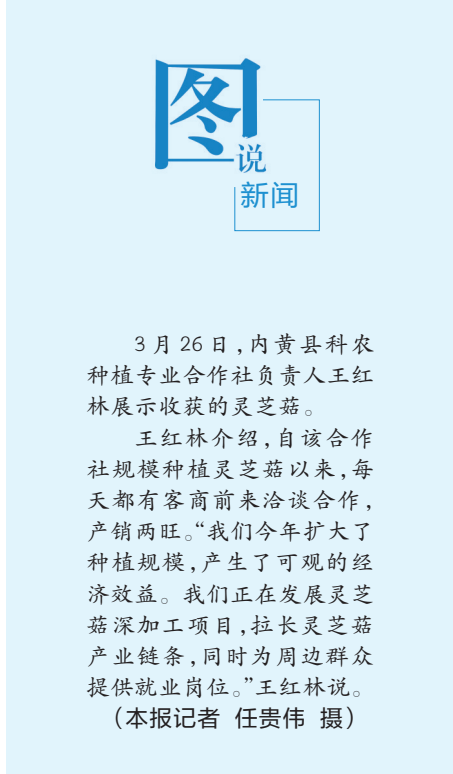 图说
新闻
3月26日,内黄县科农
种植专业合作社负责人王红
林展示收获的灵芝菇。
王红林介绍,自该合作
社规模种植灵芝菇以来,每
天都有客商前来洽谈合作,
产销两旺。“我们今年扩大了
种植规模,产生了可观的经
济效益。我们正在发展灵芝
菇深加工项目,拉长灵芝菇
产业链条,同时为周边群众
提供就业岗位。”王红林说。
（本报记者 任贵伟 摄）